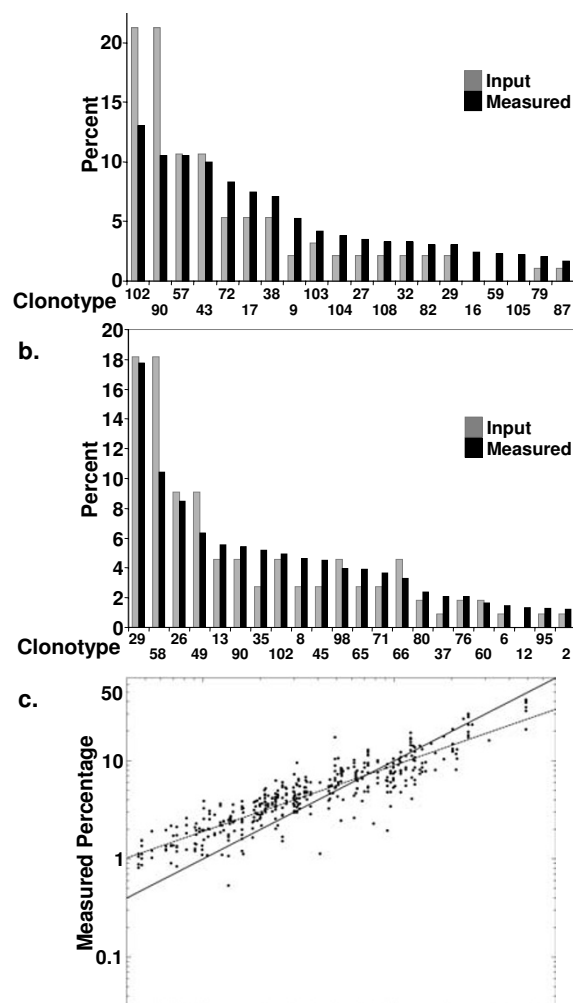 20
15
10
5
0
Percent
Input
Measured
102 57 72 38 103 27 32 29 59 79
Clonotype
90 43 17 9 104 108 82 16 105 87
b.
20
18
16
14
12
10
8
6
4
2
0
Percent
Input
Measured
29 26 13 35 8 98 71 80 76 6 95
Clonotype
58 49 90 102 45 65 66 37 60 12 2
c.
50
10
1
0.1
Measured Percentage